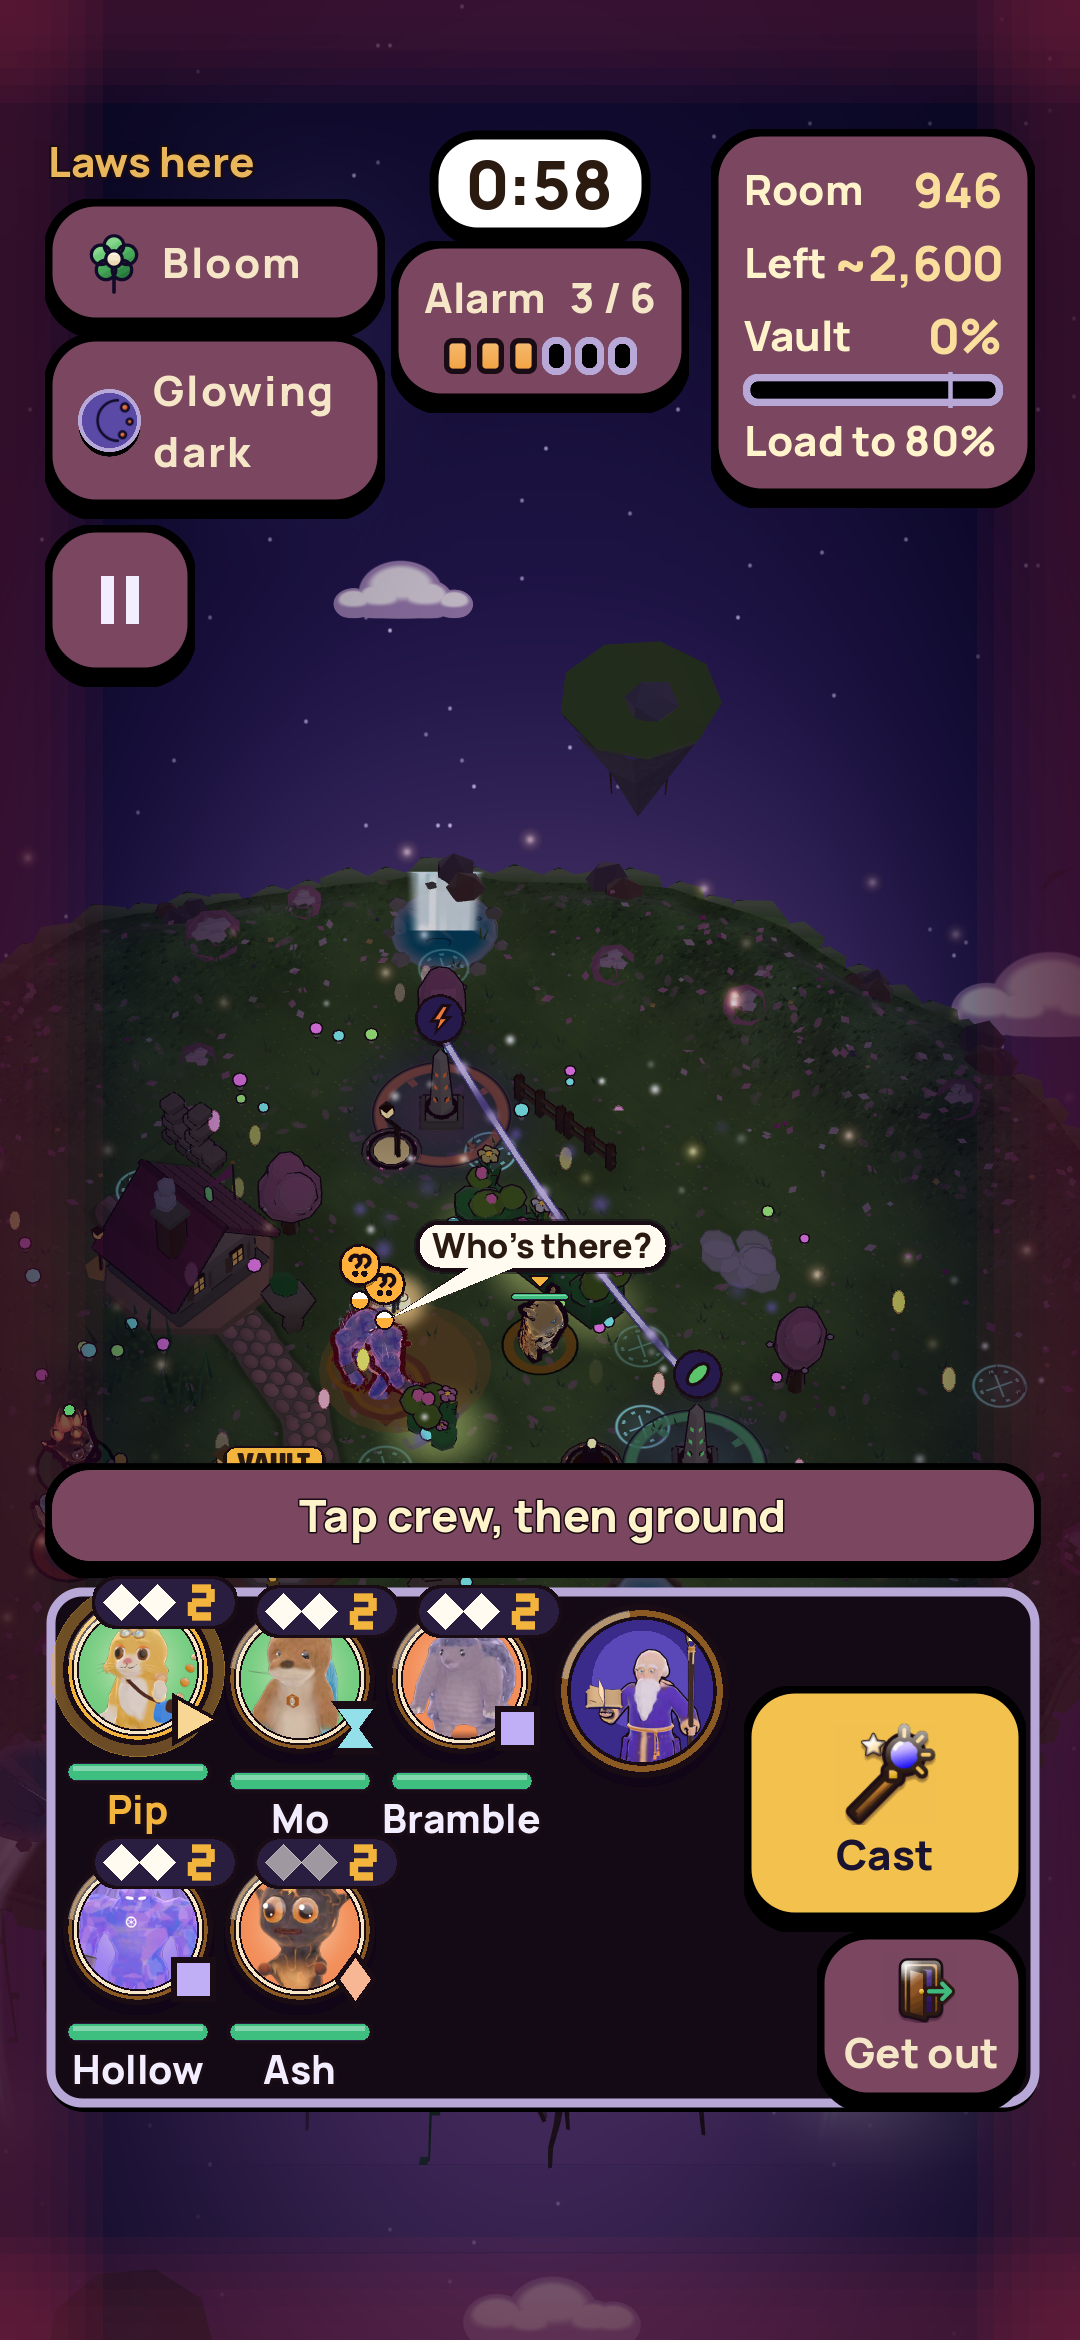 Laws here
Bloom
Glowing
dark
0:58
Alarm 3 / 6
Room 946
Left ~2,600
Vault 0%
Load to 80%
??
??
Who's there?
VAULT
Tap crew, then ground
2
2
2
Pip
Mo
Bramble
Cast
2
2
Hollow
Ash
Get out